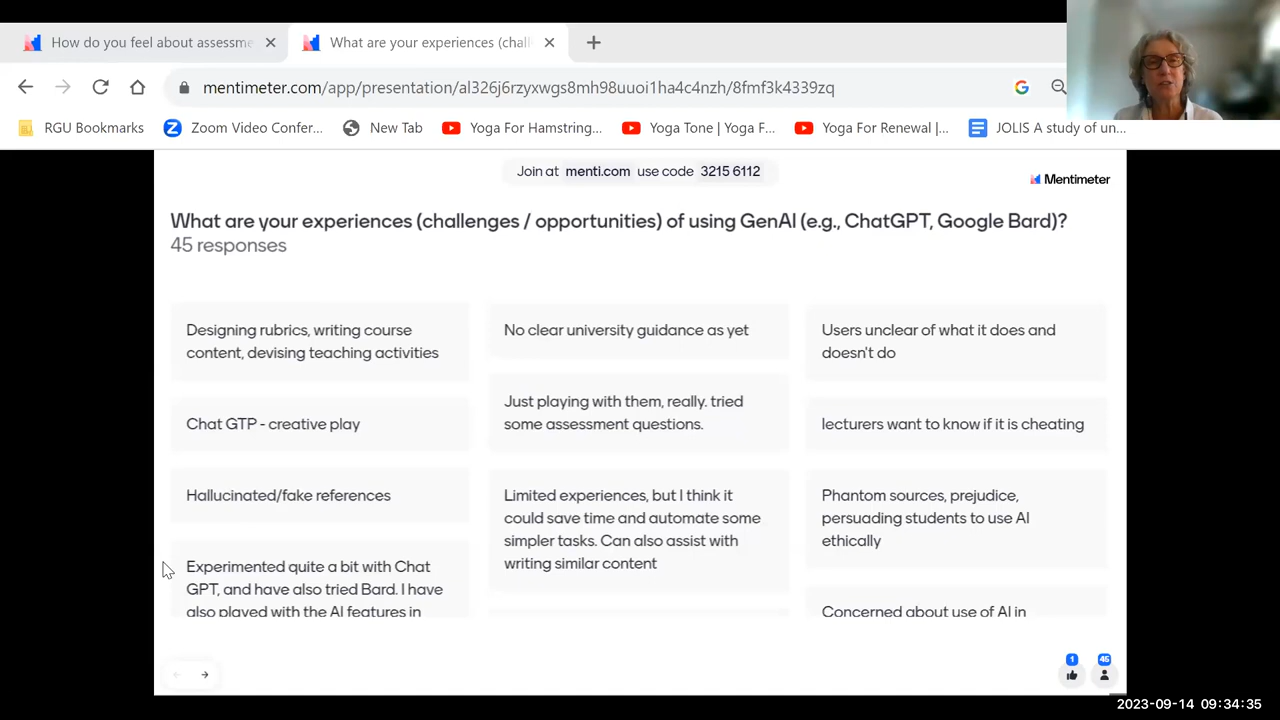 How do you feel about assessme
What are your experiences (chall
mentimeter.com/app/presentation/al326j6rzyxwgs8mh98uuoi1ha4c4nzh/8fmf3k4339zq
RGU Bookmarks
Zoom Video Confer...
New Tab
Yoga For Hamstring...
Yoga Tone | Yoga F...
Yoga For Renewal |...
JOLIS A study of un...
Join at menti.com use code 3215 6112
Mentimeter
What are your experiences (challenges / opportunities) of using GenAI (e.g., ChatGPT, Google Bard)?
45 responses
Designing rubrics, writing course
content, devising teaching activities
Chat GTP - creative play
Hallucinated/fake references
Experimented quite a bit with Chat
GPT, and have also tried Bard. I have
also played with the AI features in
No clear university guidance as yet
Just playing with them, really. tried
some assessment questions.
Limited experiences, but I think it
could save time and automate some
simpler tasks. Can also assist with
writing similar content
Users unclear of what it does and
doesn't do
lecturers want to know if it is cheating
Phantom sources, prejudice,
persuading students to use AI
ethically
Concerned about use of AI in
1
45
2023-09-14 09:34:35